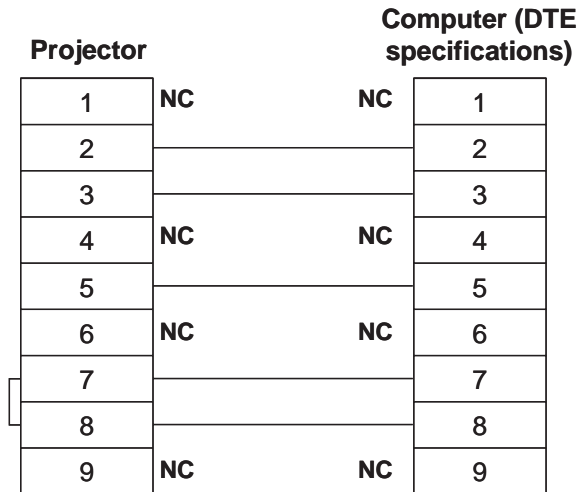 Computer (DTE
Projector specifications)
1 NC NC 1
2 2
3 3
4 NC NC 4
5 5
6 NC NC 6
7 7
8 8
9 NC NC 9